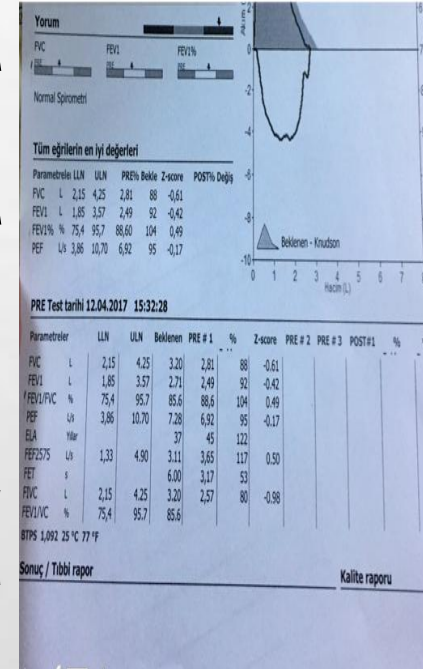 Yorum
FVC FEV1 FEV1%
PRE PRE PRE
Normal Spirometri
Tüm eğrilerin en iyi değerleri
Parametreler LLN ULN PRE% Bekle Z-score POST% Değiş
FVC L 2,15 4,25 2,81 88 -0,61
FEV1 L 1,85 3,57 2,49 92 -0,42
FEV1% % 75,4 95,7 88,60 104 0,49
PEF L/s 3,86 10,70 6,92 95 -0,17
0
-2
-4
-6
-8
-10
Beklenen - Knudson
0 1 2 3 4 5 6 7
Hacim (L)
PRE Test tarihi 12.04.2017 15:32:28
Parametreler LLN ULN Beklenen PRE # 1 % Z-score PRE # 2 PRE # 3 POST#1 %
FVC L 2,15 4.25 3.20 2,81 88 -0.61
FEV1 L 1,85 3.57 2.71 2,49 92 -0.42
FEV1/FVC % 75,4 95.7 85.6 88,6 104 0.49
PEF L/s 3,86 10.70 7.28 6,92 95 -0.17
ELA Yıllar 37 45 122
FEF2575 L/s 1,33 4.90 3.11 3,65 117 0.50
FET s 6.00 3,17 53
FIVC L 2,15 4.25 3.20 2,57 80 -0.98
FEV1/VC % 75,4 95.7 85.6
BTPS 1,092 25 °C 77 °F
Sonuç / Tıbbi rapor
Kalite raporu